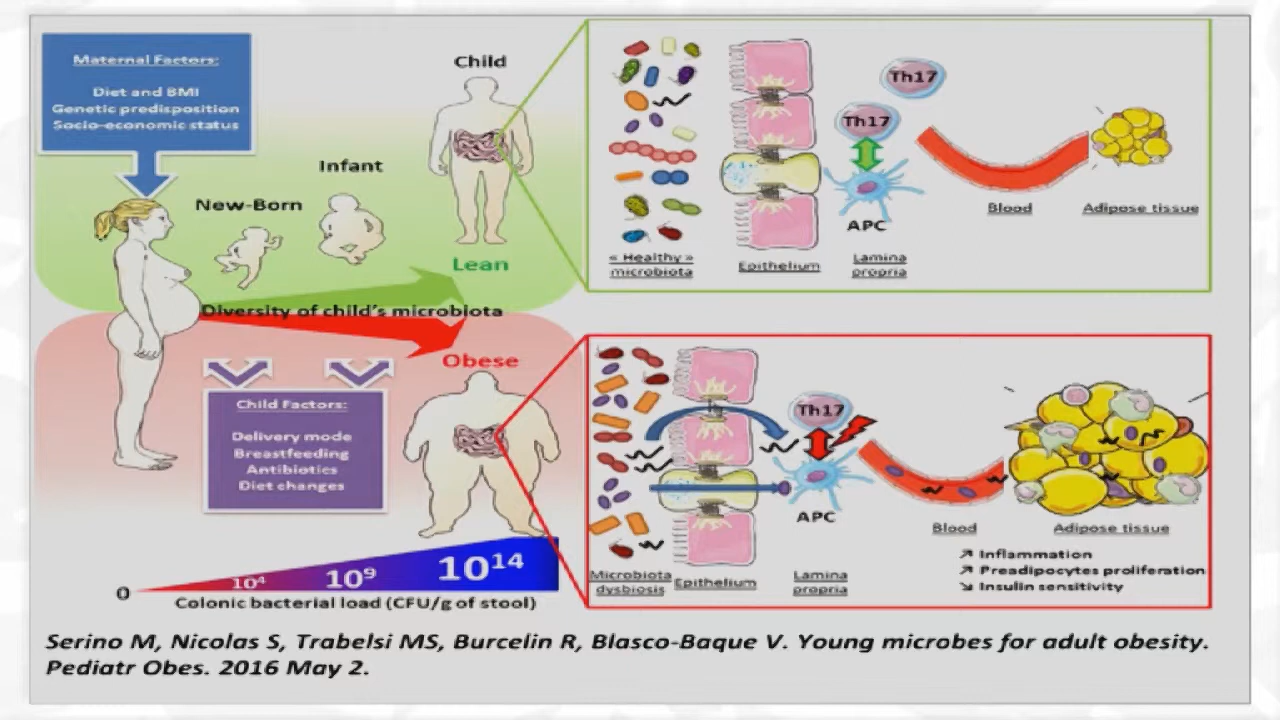 Maternal Factors:
Diet and BMI
Genetic predisposition
Socio-economic status
New-Born
Infant
Child
Lean
Diversity of child's microbiota
Obese
Child Factors:
Delivery mode
Breastfeeding
Antibiotics
Diet changes
0
10⁴
10⁹
10¹⁴
Colonic bacterial load (CFU/g of stool)
Th17
Th17
APC
« Healthy »
microbiota
Epithelium
Lamina
propria
Blood
Adipose tissue
Th17
APC
Microbiota
dysbiosis
Epithelium
Lamina
propria
Blood
Adipose tissue
↗ Inflammation
↗ Preadipocytes proliferation
↘ Insulin sensitivity
Serino M, Nicolas S, Trabelsi MS, Burcelin R, Blasco-Baque V. Young microbes for adult obesity.
Pediatr Obes. 2016 May 2.